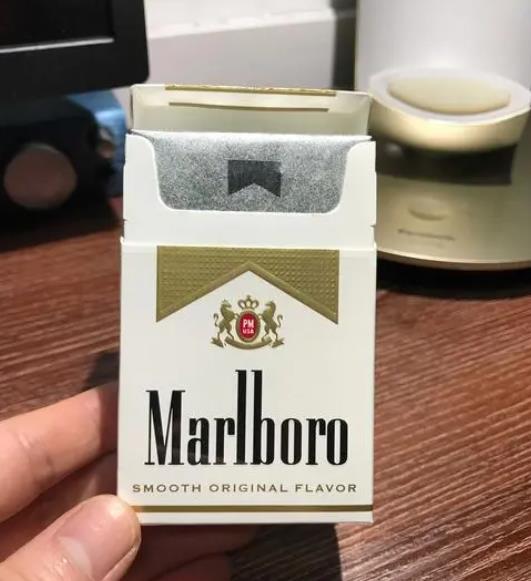 PM
USA
Marlboro
SMOOTH ORIGINAL FLAVOR